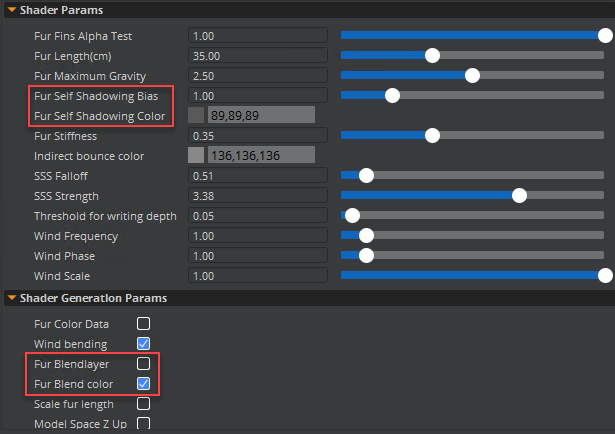 Shader Params
Fur Fins Alpha Test 1.00
Fur Length(cm) 35.00
Fur Maximum Gravity 2.50
Fur Self Shadowing Bias 1.00
Fur Self Shadowing Color 89,89,89
Fur Stiffness 0.35
Indirect bounce color 136,136,136
SSS Falloff 0.51
SSS Strength 3.38
Threshold for writing depth 0.05
Wind Frequency 1.00
Wind Phase 1.00
Wind Scale 1.00
Shader Generation Params
Fur Color Data
Wind bending
Fur Blendlayer
Fur Blend color
Scale fur length
Model Space Z Up